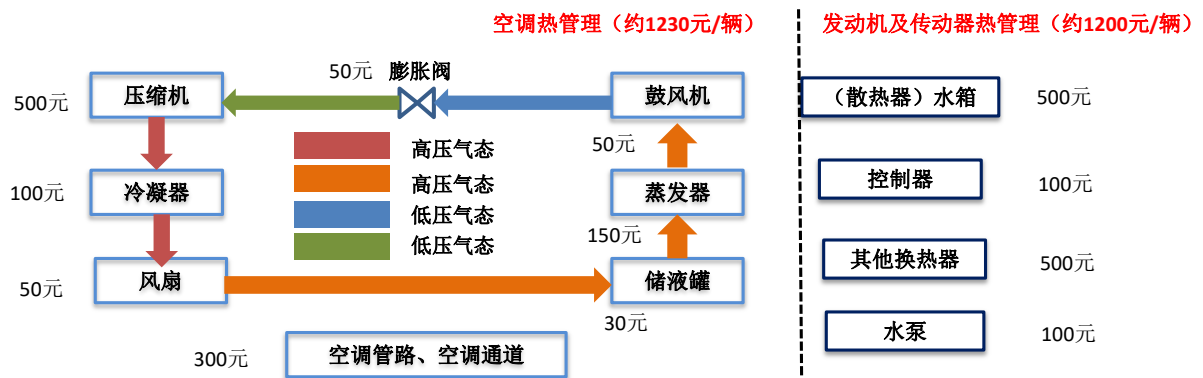 空调热管理（约1230元/辆）
发动机及传动器热管理（约1200元/辆）
50元 膨胀阀
500元 压缩机
鼓风机
（散热器）水箱 500元
高压气态
50元
100元 冷凝器
高压气态
蒸发器
控制器 100元
低压气态
150元
低压气态
50元 风扇
储液罐
其他换热器 500元
30元
水泵 100元
300元 空调管路、空调通道